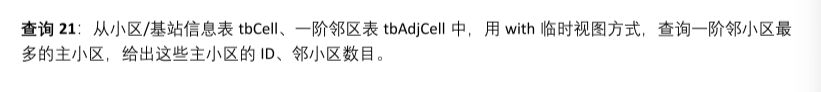 查询 21：从小区/基站信息表 tbCell、一阶邻区表 tbAdjCell 中，用 with 临时视图方式，查询一阶邻小区最
多的主小区，给出这些主小区的 ID、邻小区数目。